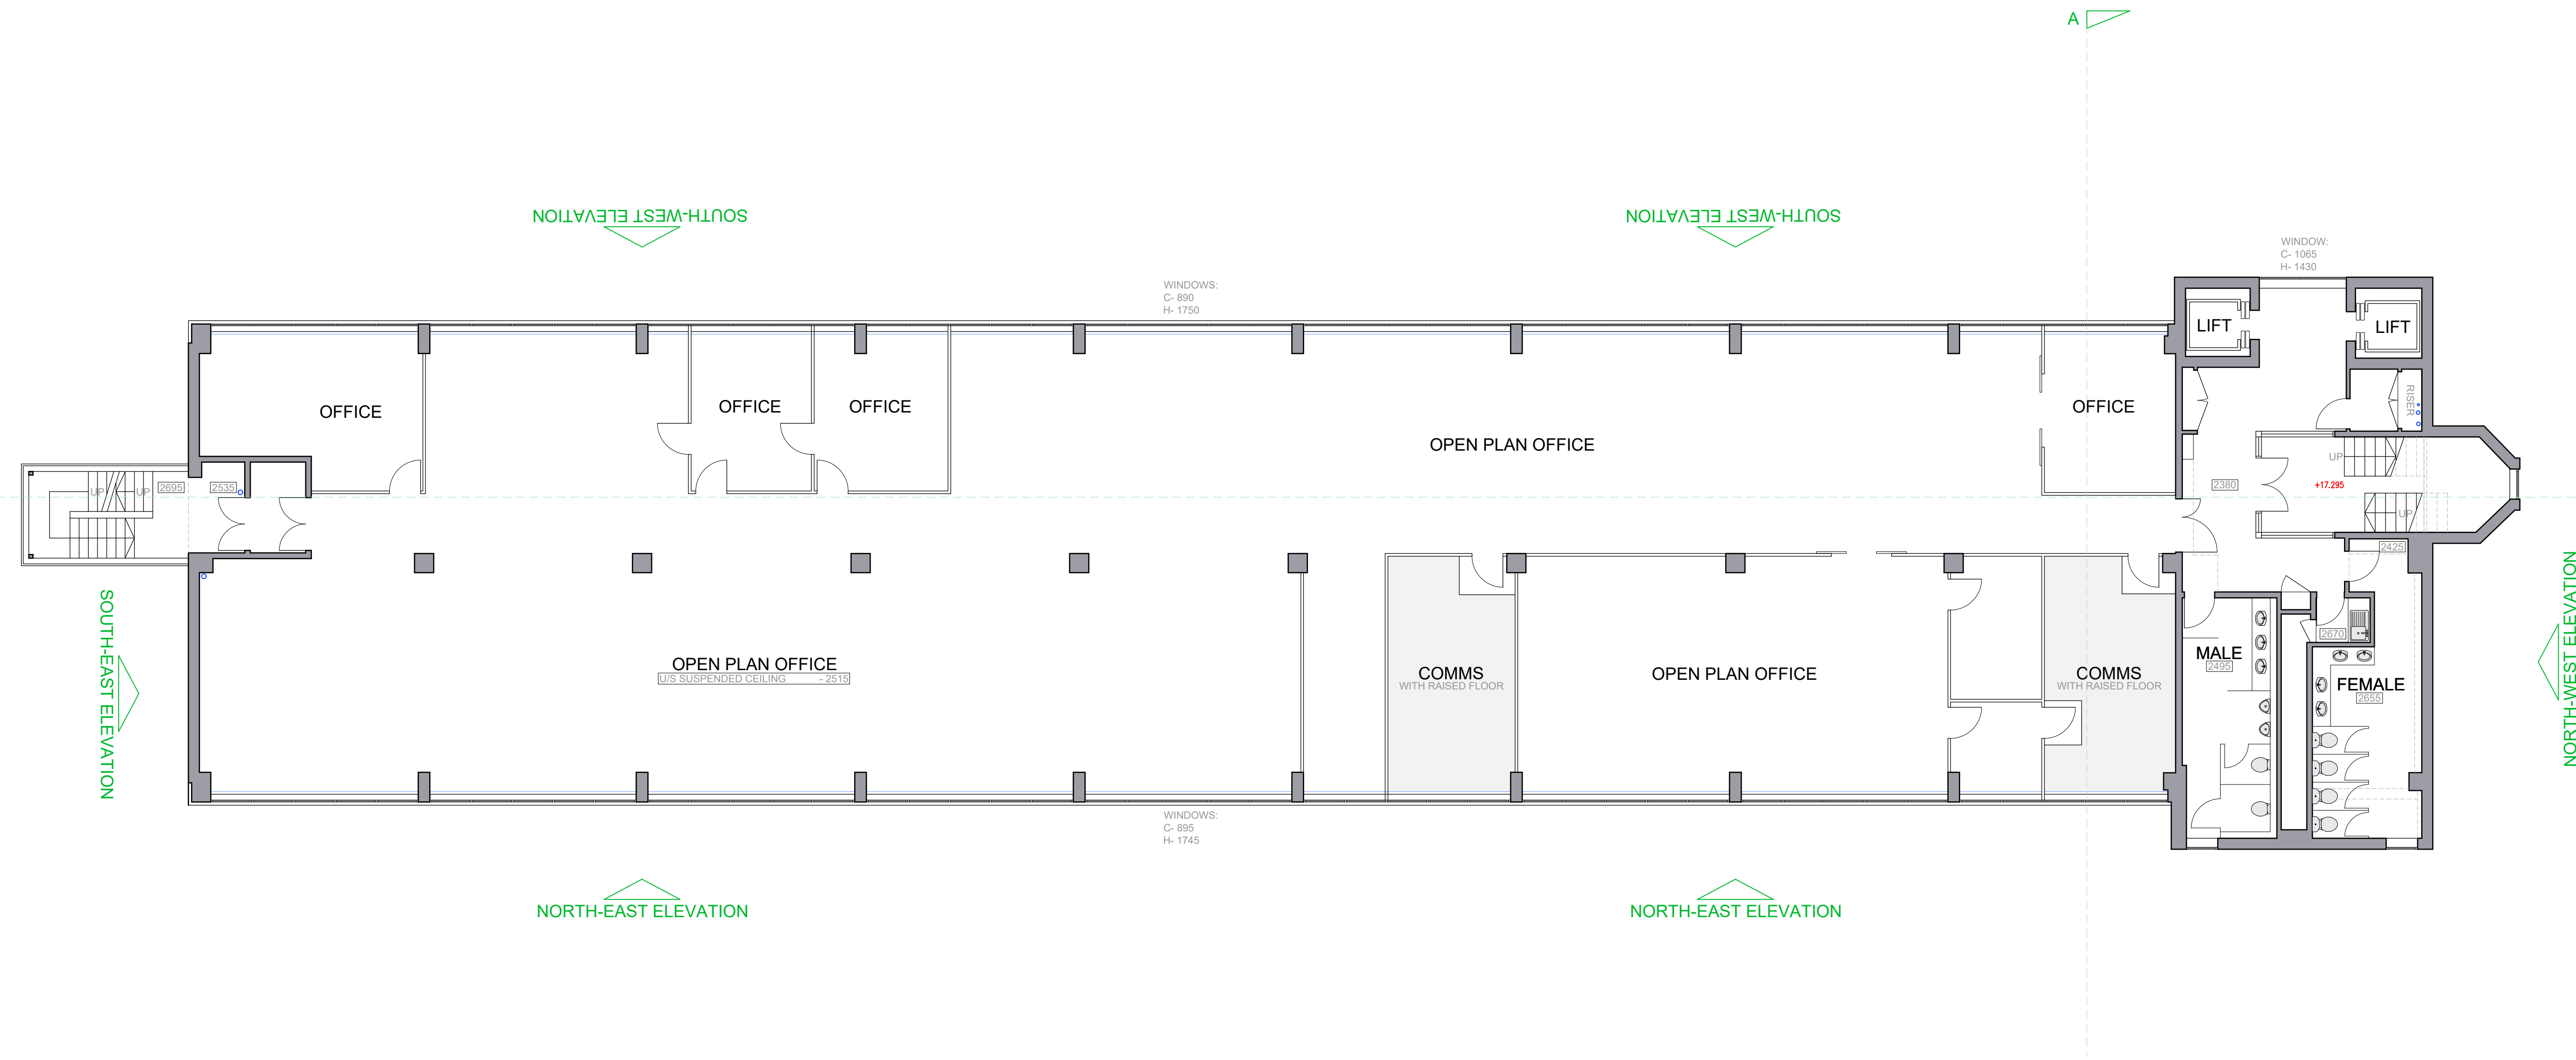 A
SOUTH-WEST ELEVATION
SOUTH-WEST ELEVATION
WINDOW:
C- 1065
H- 1430
WINDOWS:
C- 890
H- 1750
LIFT
LIFT
OFFICE
OFFICE
OFFICE
OFFICE
RISER
OPEN PLAN OFFICE
UP
UP
2695
2535
UP
2380
+17.295
UP
2425
SOUTH-EAST ELEVATION
NORTH-WEST ELEVATION
2670
MALE
2495
OPEN PLAN OFFICE
U/S SUSPENDED CEILING - 2515
COMMS
WITH RAISED FLOOR
OPEN PLAN OFFICE
COMMS
WITH RAISED FLOOR
FEMALE
2655
WINDOWS:
C- 895
H- 1745
NORTH-EAST ELEVATION
NORTH-EAST ELEVATION